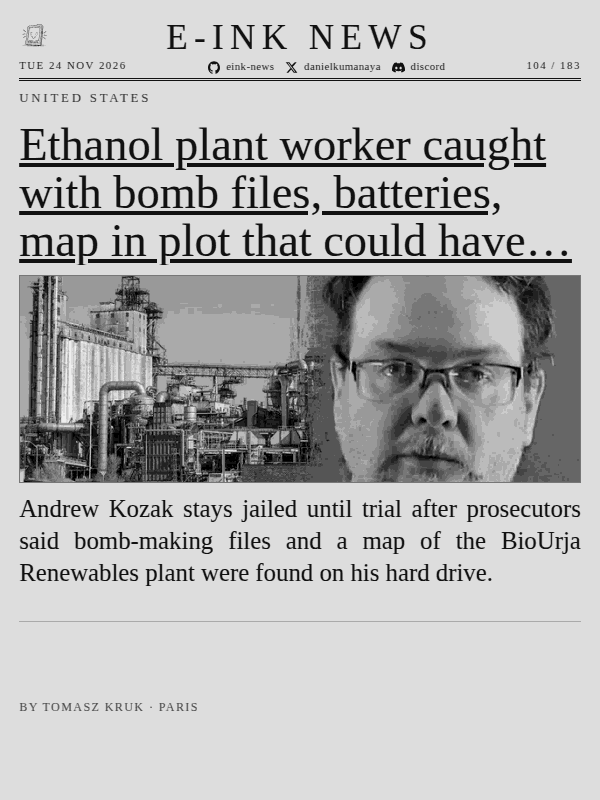 E-INK NEWS
TUE 24 NOV 2026
eink-news danielkumanaya discord
104 / 183
UNITED STATES
Ethanol plant worker caught
with bomb files, batteries,
map in plot that could have…
Andrew Kozak stays jailed until trial after prosecutors
said bomb-making files and a map of the BioUrja
Renewables plant were found on his hard drive.
BY TOMASZ KRUK · PARIS